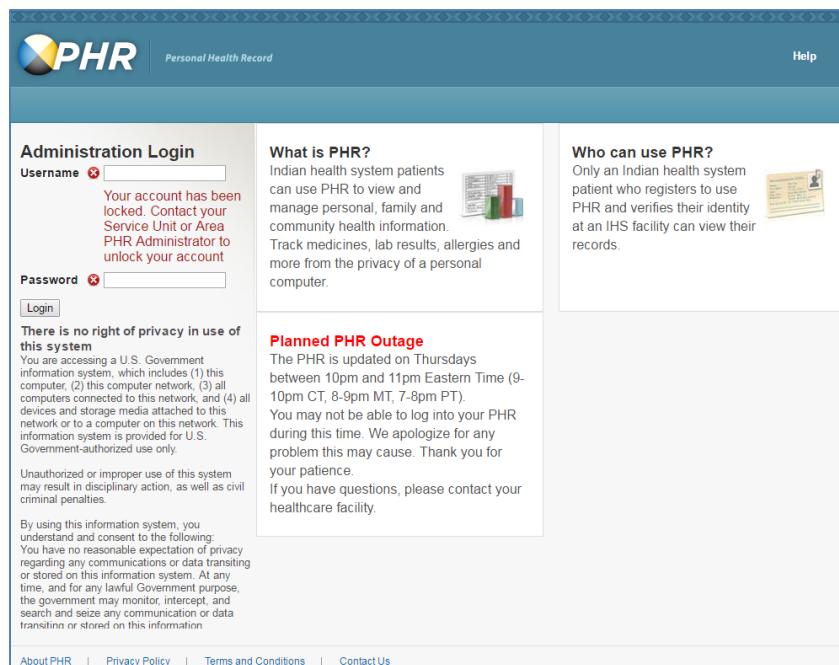 PHR
Personal Health Record
Help
Administration Login
Username
Your account has been
locked. Contact your
Service Unit or Area
PHR Administrator to
unlock your account
Password
Login
There is no right of privacy in use of
this system
You are accessing a U.S. Government
information system, which includes (1) this
computer, (2) this computer network, (3) all
computers connected to this network, and (4) all
devices and storage media attached to this
network or to a computer on this network. This
information system is provided for U.S.
Government-authorized use only.
Unauthorized or improper use of this system
may result in disciplinary action, as well as civil
criminal penalties.
By using this information system, you
understand and consent to the following:
You have no reasonable expectation of privacy
regarding any communications or data transiting
or stored on this information system. At any
time, and for any lawful Government purpose,
the government may monitor, intercept, and
search and seize any communication or data
transiting or stored on this information
What is PHR?
Indian health system patients
can use PHR to view and
manage personal, family and
community health information.
Track medicines, lab results, allergies and
more from the privacy of a personal
computer.
Planned PHR Outage
The PHR is updated on Thursdays
between 10pm and 11pm Eastern Time (9-
10pm CT, 8-9pm MT, 7-8pm PT).
You may not be able to log into your PHR
during this time. We apologize for any
problem this may cause. Thank you for
your patience.
If you have questions, please contact your
healthcare facility.
Who can use PHR?
Only an Indian health system
patient who registers to use
PHR and verifies their identity
at an IHS facility can view their
records.
About PHR | Privacy Policy | Terms and Conditions | Contact Us